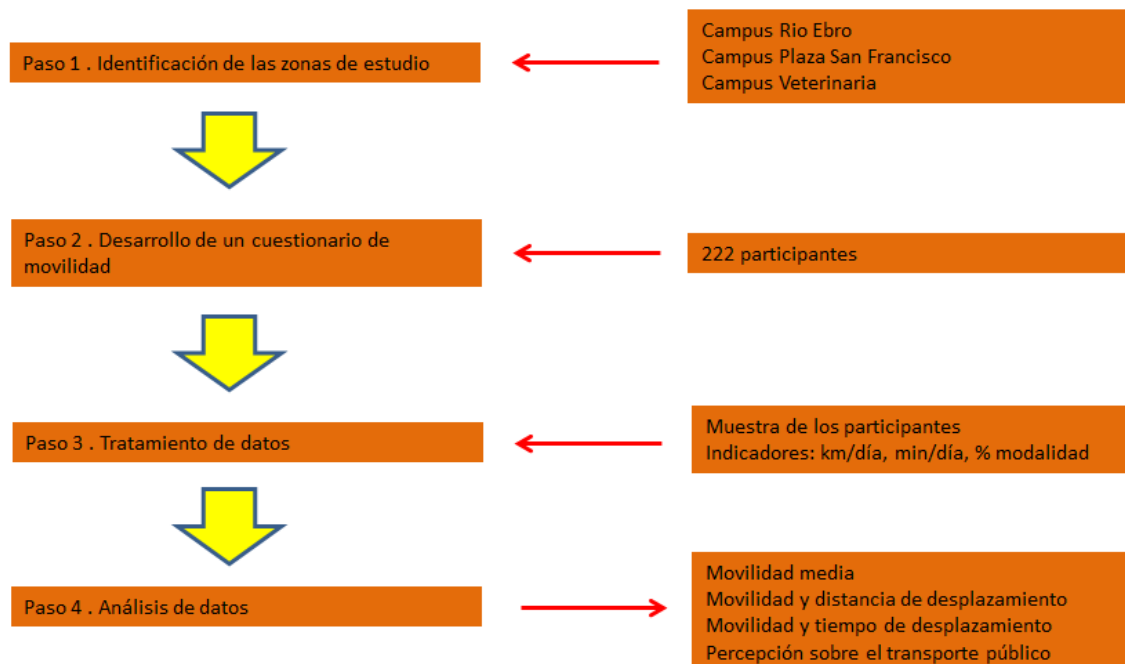 Paso 1 . Identificación de las zonas de estudio
Campus Rio Ebro
Campus Plaza San Francisco
Campus Veterinaria
Paso 2 . Desarrollo de un cuestionario de
movilidad
222 participantes
Paso 3 . Tratamiento de datos
Muestra de los participantes
Indicadores: km/día, min/día, % modalidad
Paso 4 . Análisis de datos
Movilidad media
Movilidad y distancia de desplazamiento
Movilidad y tiempo de desplazamiento
Percepción sobre el transporte público